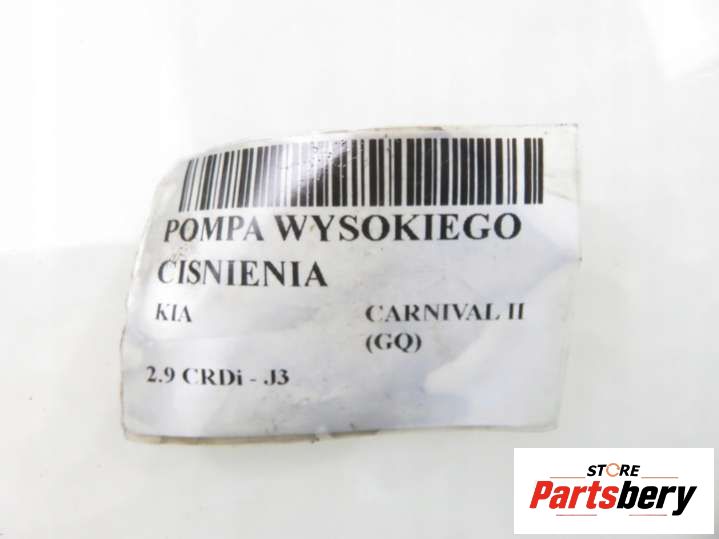 POMPA WYSOKIEGO
CISNIENIA
KIA CARNIVAL II
(GQ)
2.9 CRDi - J3
STORE
Partsbery